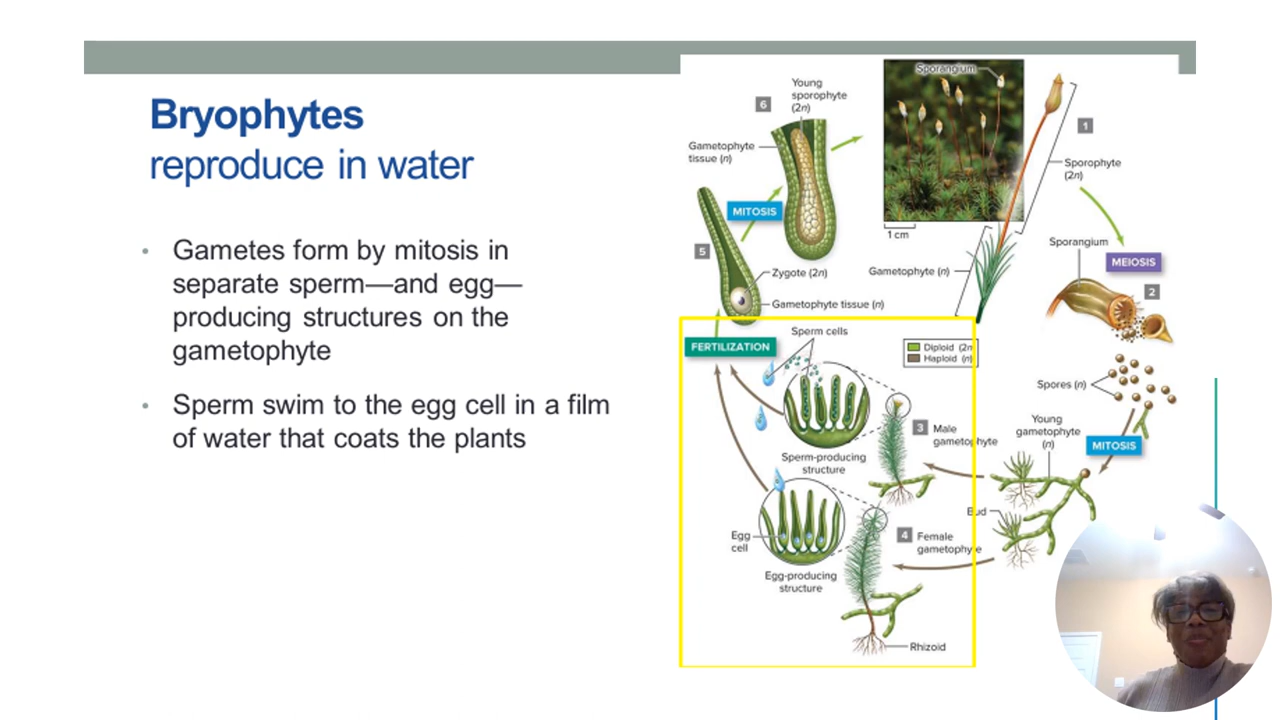 Bryophytes
reproduce in water
• Gametes form by mitosis in
separate sperm—and egg—
producing structures on the
gametophyte
• Sperm swim to the egg cell in a film
of water that coats the plants
Sporangium
1 cm
1
Sporophyte
(2n)
Gametophyte (n)
MEIOSIS
Sporangium
2
Spores (n)
MITOSIS
Young
gametophyte
(n)
Bud
3
Male
gametophyte
4
Female
gametophyte
Rhizoid
Sperm cells
Sperm-producing
structure
Egg
cell
Egg-producing
structure
FERTILIZATION
Diploid (2n
Haploid (n)
5
Zygote (2n)
Gametophyte tissue (n)
MITOSIS
6
Young
sporophyte
(2n)
Gametophyte
tissue (n)